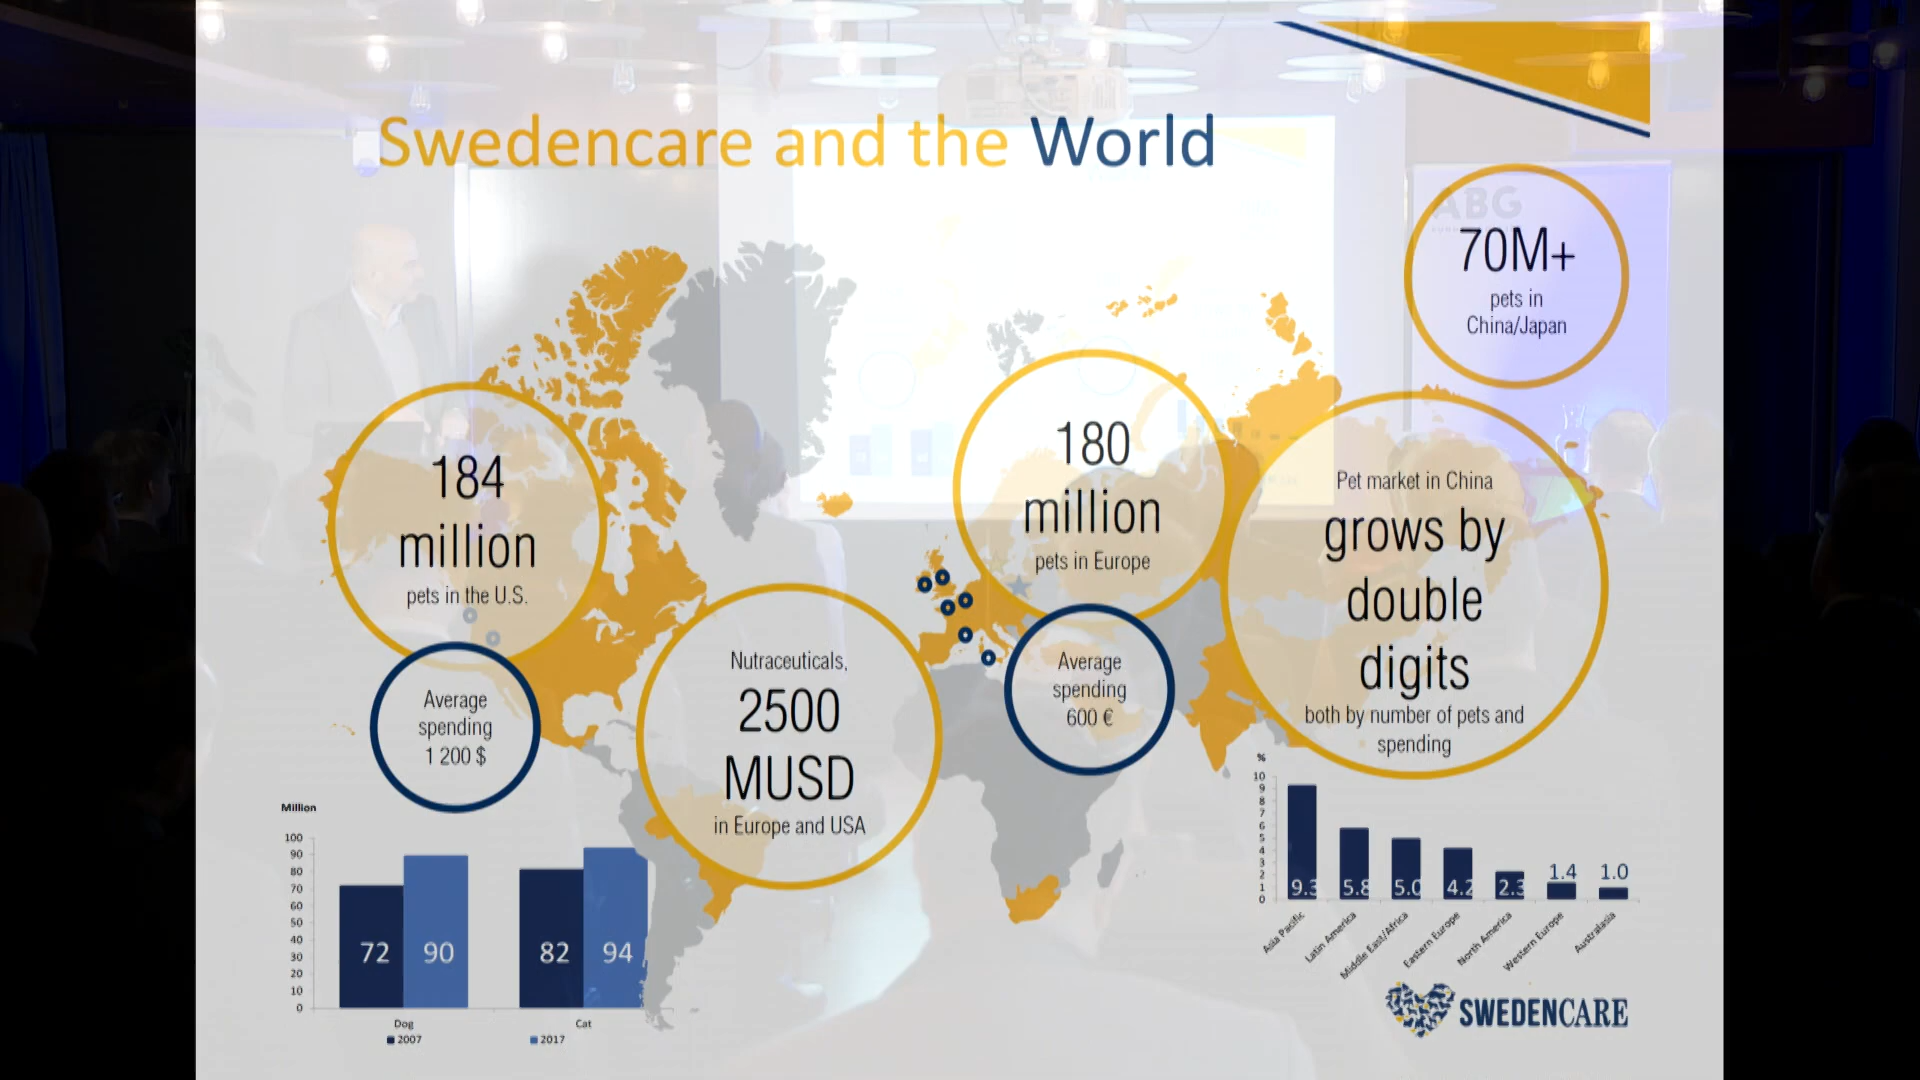 Swedencare and the World
ABG
70M+
pets in
China/Japan
184
million
pets in the U.S.
Average
spending
1 200 $
Nutraceuticals,
2500
MUSD
in Europe and USA
180
million
pets in Europe
Average
spending
600 €
Pet market in China
grows by
double
digits
both by number of pets and
spending
Million
100
90
80
70
60
50
40
30
20
10
0
72
90
82
94
Dog
Cat
2007
2017
%
10
9
8
7
6
5
4
3
2
1
0
9.3
5.8
5.0
4.2
2.3
1.4
1.0
Asia Pacific
Latin America
Middle East/Africa
Eastern Europe
North America
Western Europe
Australasia
SWEDENCARE